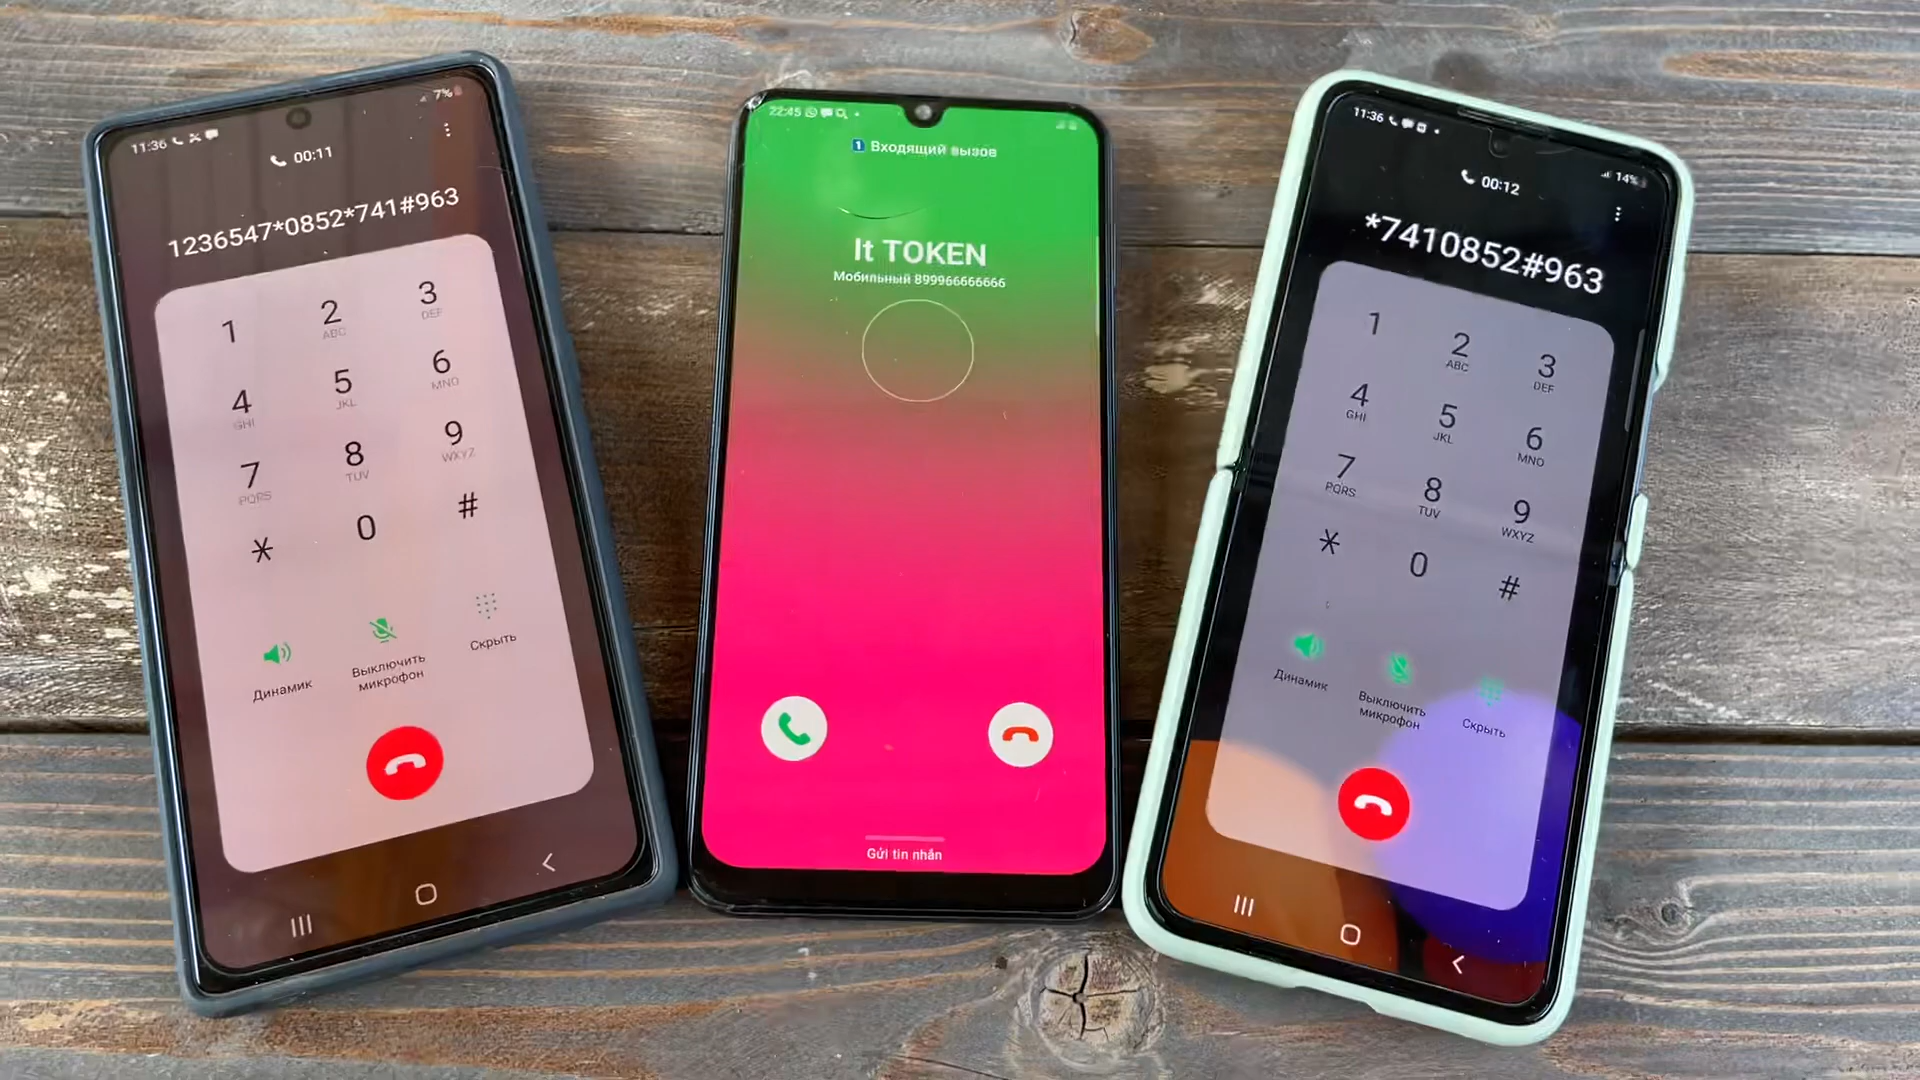 11:36
7%
00:11
1236547*0852*741#963
1
2
ABC
3
DEF
4
GHI
5
JKL
6
MNO
7
PQRS
8
TUV
9
WXYZ
*
0
#
Динамик
Выключить
микрофон
Скрыть
22:45
1 Входящий вызов
It TOKEN
Мобильный 899966666666
Gửi tin nhắn
11:36
14%
00:12
*7410852#963
1
2
ABC
3
DEF
4
GHI
5
JKL
6
MNO
7
PQRS
8
TUV
9
WXYZ
*
0
#
Динамик
Выключить
микрофон
Скрыть